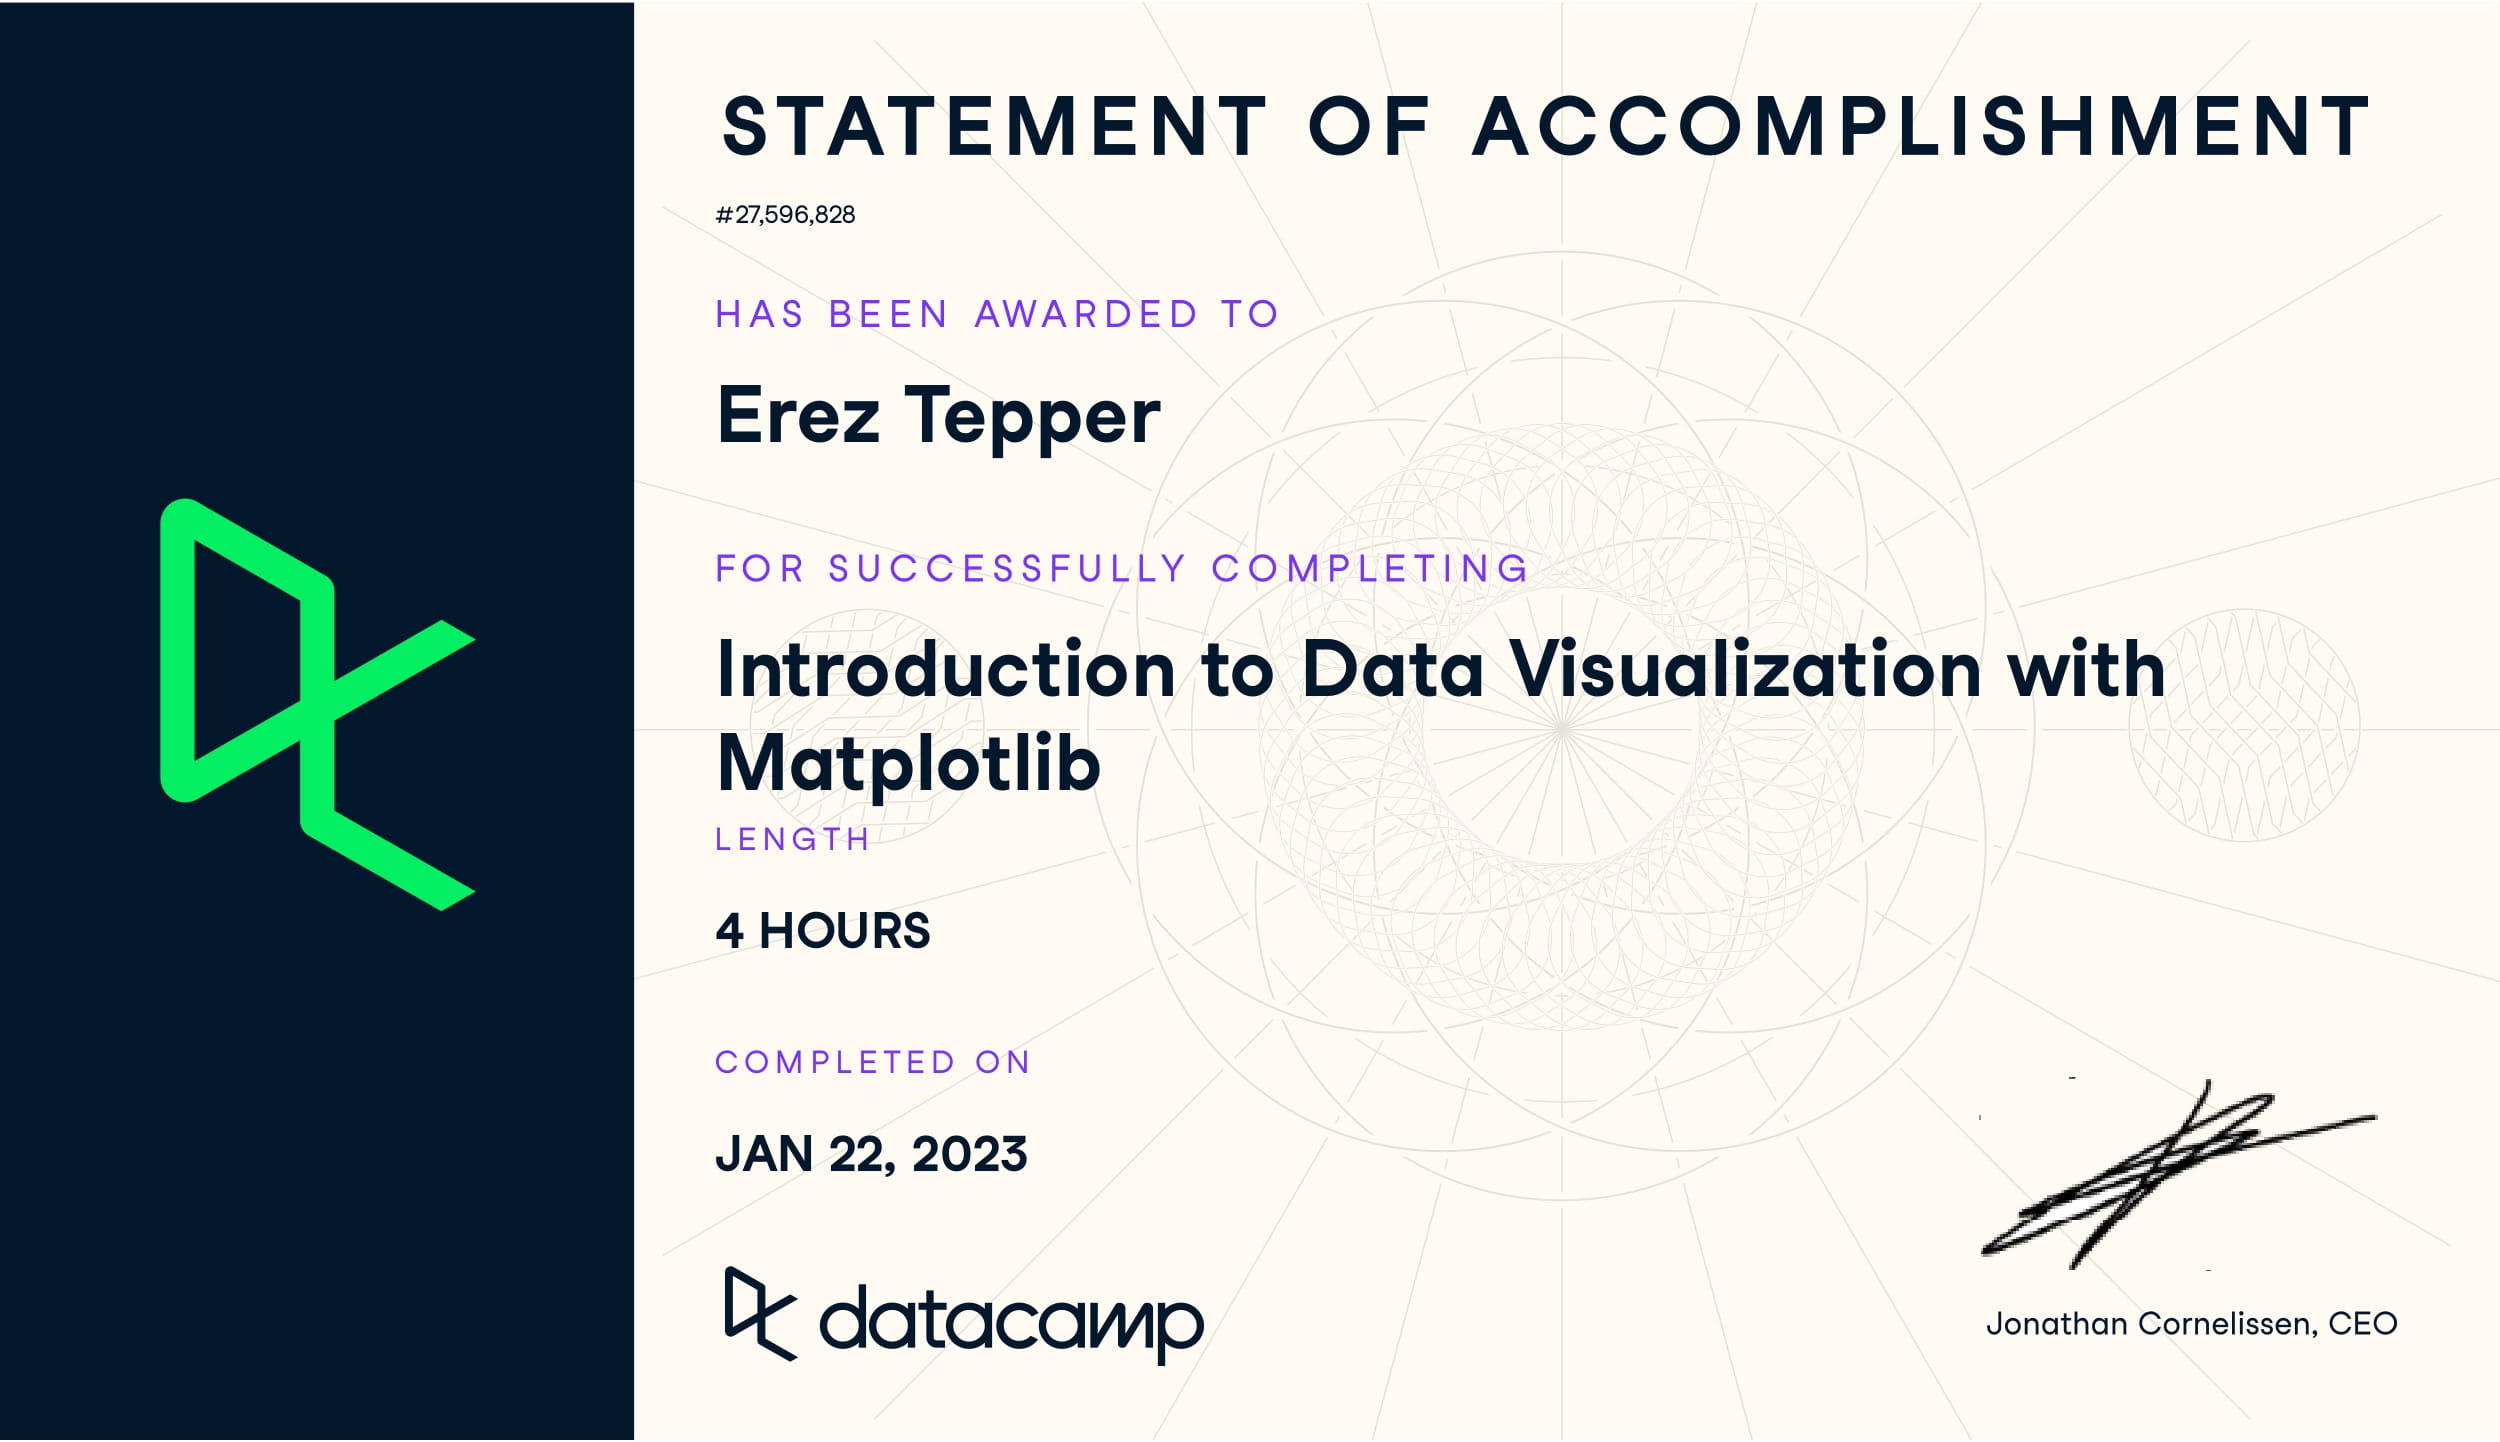 STATEMENT OF ACCOMPLISHMENT
#27,596,828
HAS BEEN AWARDED TO
Erez Tepper
FOR SUCCESSFULLY COMPLETING
Introduction to Data Visualization with
Matplotlib
LENGTH
4 HOURS
COMPLETED ON
JAN 22, 2023
datacamp
Jonathan Cornelissen, CEO